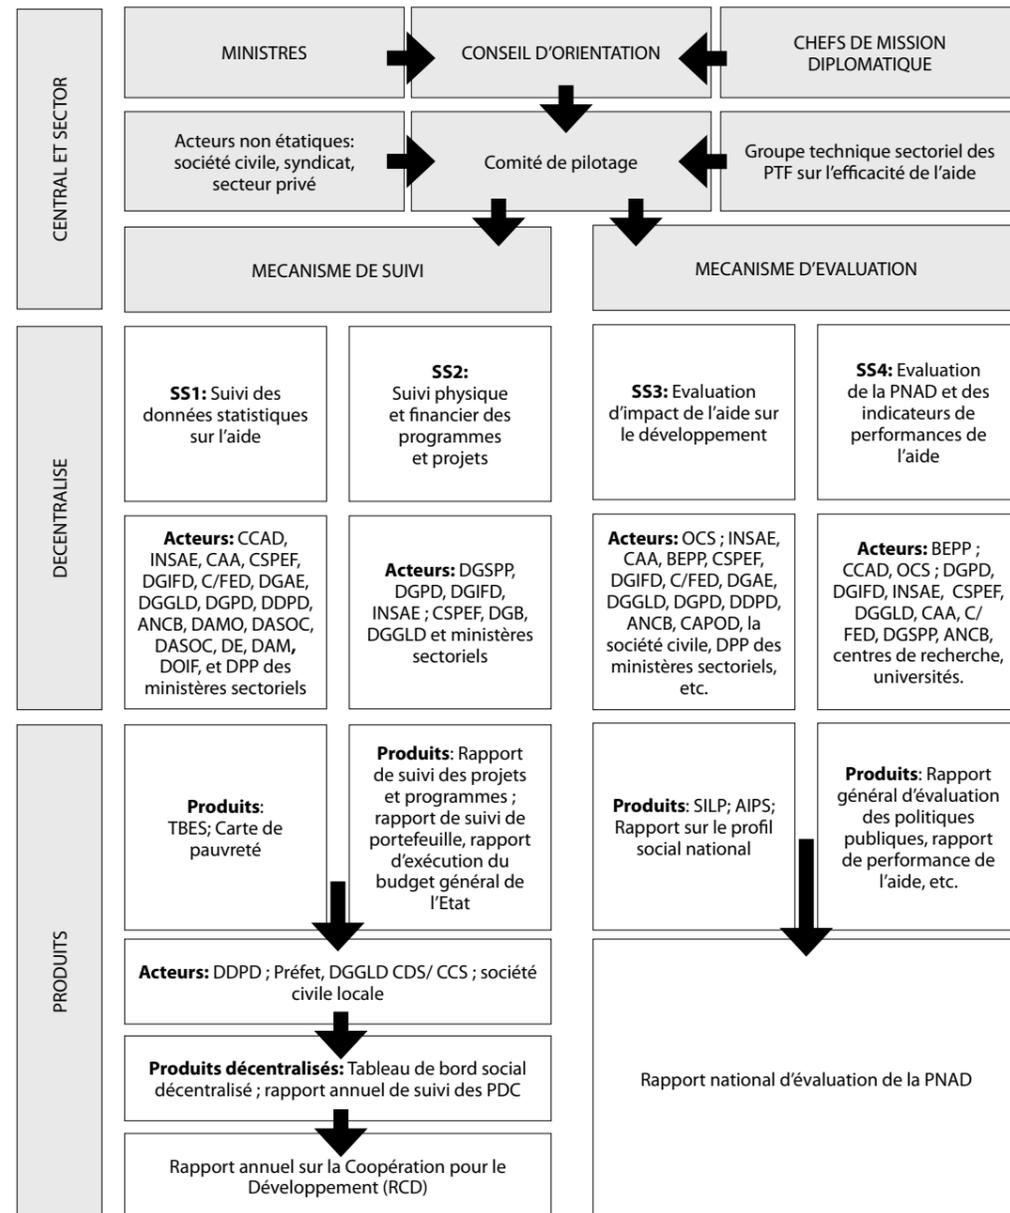 CENTRAL ET SECTOR
MINISTRES
CONSEIL D’ORIENTATION
CHEFS DE MISSION
DIPLOMATIQUE
Acteurs non étatiques:
société civile, syndicat,
secteur privé
Comité de pilotage
Groupe technique sectoriel des
PTF sur l’efficacité de l’aide
MECANISME DE SUIVI
MECANISME D’EVALUATION
DECENTRALISE
SS1: Suivi des
données statistiques
sur l’aide
SS2:
Suivi physique
et financier des
programmes
et projets
SS3: Evaluation
d’impact de l’aide sur
le développement
SS4: Evaluation
de la PNAD et des
indicateurs de
performances de
l’aide
Acteurs: CCAD,
INSAE, CAA, CSPEF,
DGIFD, C/FED, DGAE,
DGGLD, DGPD, DDPD,
ANCB, DAMO, DASOC,
DASOC, DE, DAM,
DOIF, et DPP des
ministères sectoriels
Acteurs: DGSPP,
DGPD, DGIFD,
INSAE ; CSPEF, DGB,
DGGLD et ministères
sectoriels
Acteurs: OCS ; INSAE,
CAA, BEPP, CSPEF,
DGIFD, C/FED, DGAE,
DGGLD, DGPD, DDPD,
ANCB, CAPOD, la
société civile, DPP des
ministères sectoriels,
etc.
Acteurs: BEPP ;
CCAD, OCS ; DGPD,
DGIFD, INSAE, CSPEF,
DGGLD, CAA, C/
FED, DGSPP, ANCB,
centres de recherche,
universités.
PRODUITS
Produits:
TBES; Carte de
pauvreté
Produits: Rapport
de suivi des projets
et programmes ;
rapport de suivi de
portefeuille, rapport
d’exécution du
budget général de
l’Etat
Produits: SILP; AIPS;
Rapport sur le profil
social national
Produits: Rapport
général d’évaluation
des politiques
publiques, rapport
de performance de
l’aide, etc.
Acteurs: DDPD ; Préfet, DGGLD CDS/ CCS ; société
civile locale
Produits décentralisés: Tableau de bord social
décentralisé ; rapport annuel de suivi des PDC
Rapport annuel sur la Coopération pour le
Développement (RCD)
Rapport national d’évaluation de la PNAD